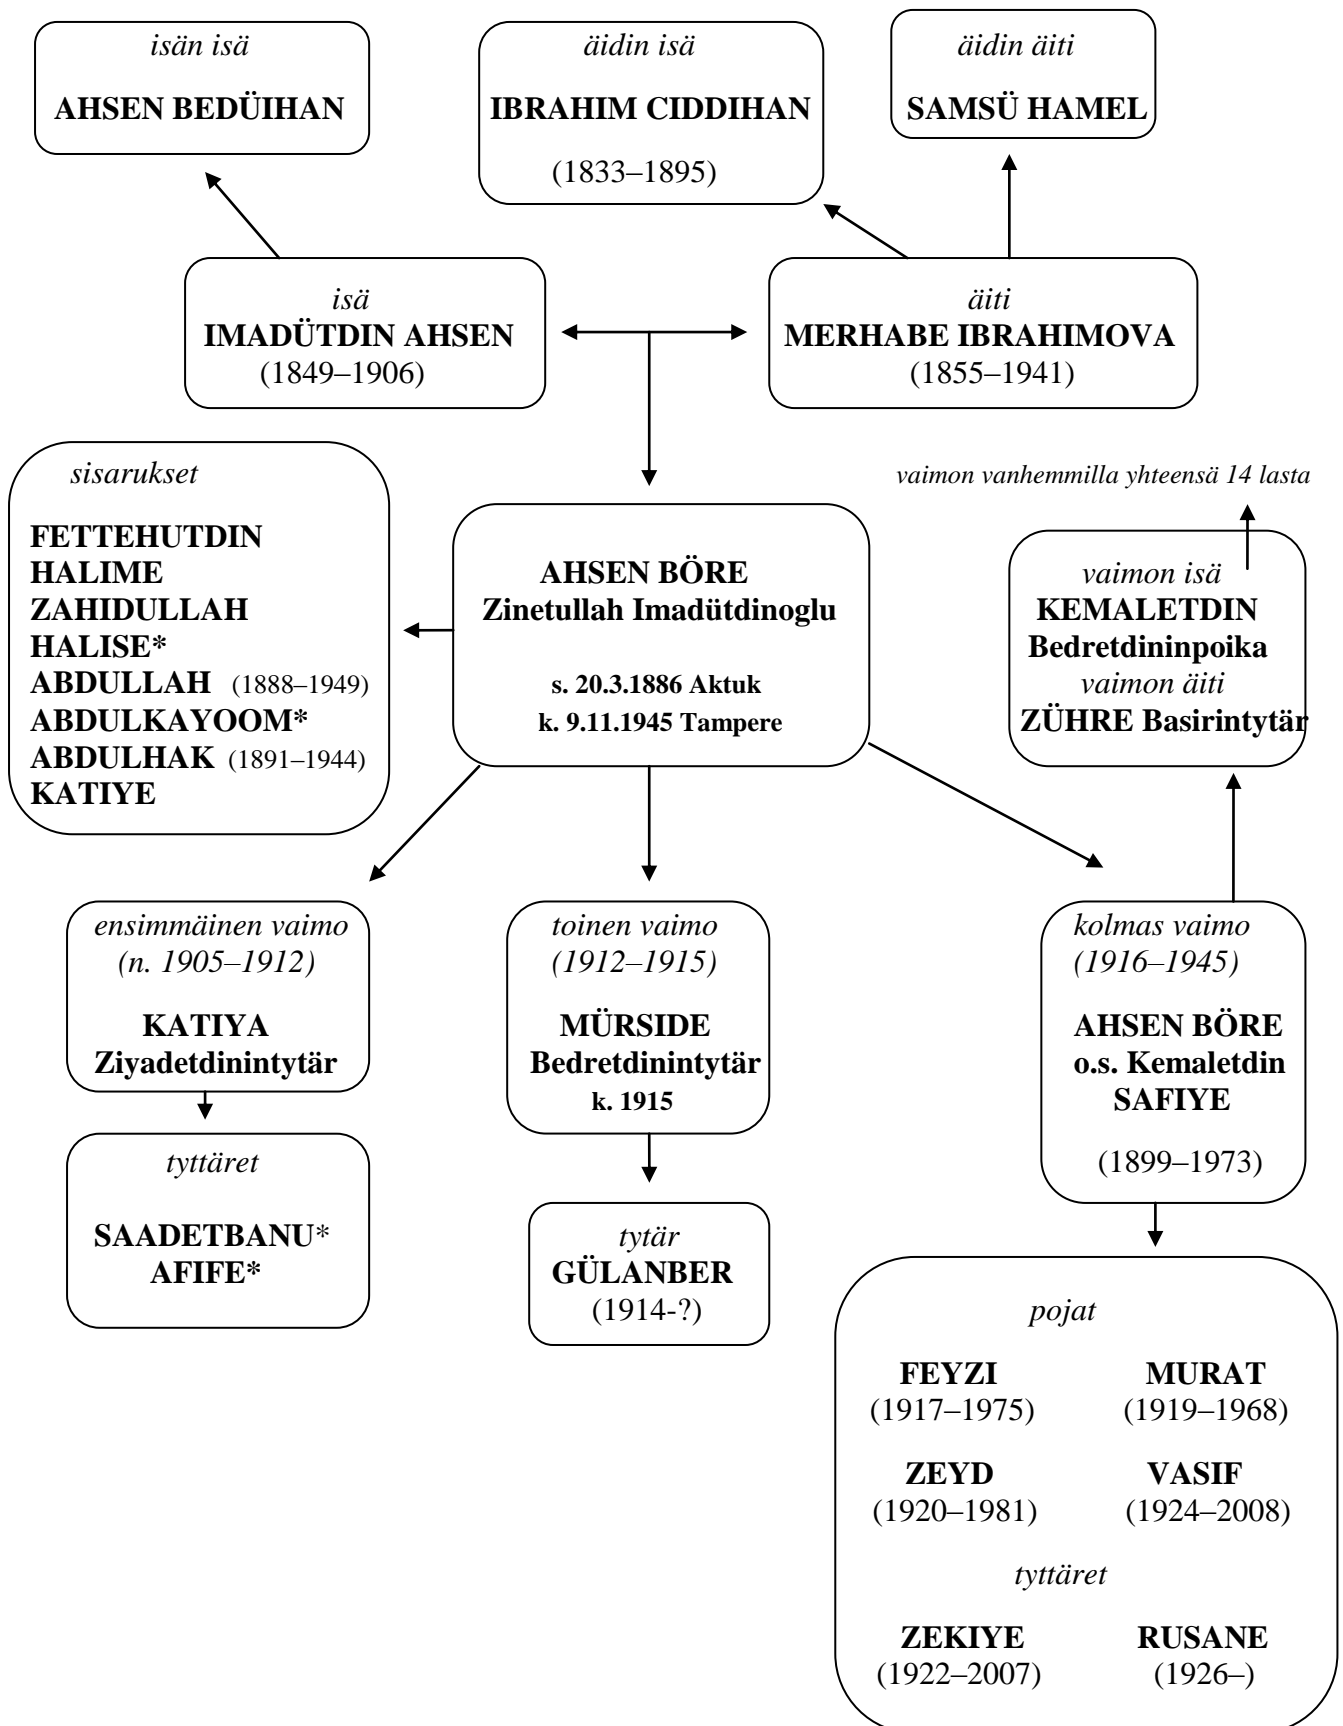 isän isä
AHSEN BEDÜIHAN
äidin isä
IBRAHIM CIDDIHAN
(1833–1895)
äidin äiti
SAMSÜ HAMEL
isä
IMADÜTDIN AHSEN
(1849–1906)
äiti
MERHABE IBRAHIMOVA
(1855–1941)
sisarukset
FETTEHUTDIN
HALIME
ZAHIDULLAH
HALISE*
ABDULLAH (1888–1949)
ABDULKAYOOM*
ABDULHAK (1891–1944)
KATIYE
AHSEN BÖRE
Zinetullah Imadütdinoglu
s. 20.3.1886 Aktuk
k. 9.11.1945 Tampere
vaimon vanhemmilla yhteensä 14 lasta
vaimon isä
KEMALETDIN
Bedretdininpoika
vaimon äiti
ZÜHRE Basirintytär
ensimmäinen vaimo
(n. 1905–1912)
KATIYA
Ziyadetdinintytär
tyttäret
SAADETBANU*
AFIFE*
toinen vaimo
(1912–1915)
MÜRSIDE
Bedretdinintytär
k. 1915
tytär
GÜLANBER
(1914-?)
kolmas vaimo
(1916–1945)
AHSEN BÖRE
o.s. Kemaletdin
SAFIYE
(1899–1973)
pojat
FEYZI MURAT
(1917–1975) (1919–1968)
ZEYD VASIF
(1920–1981) (1924–2008)
tyttäret
ZEKIYE RUSANE
(1922–2007) (1926–)